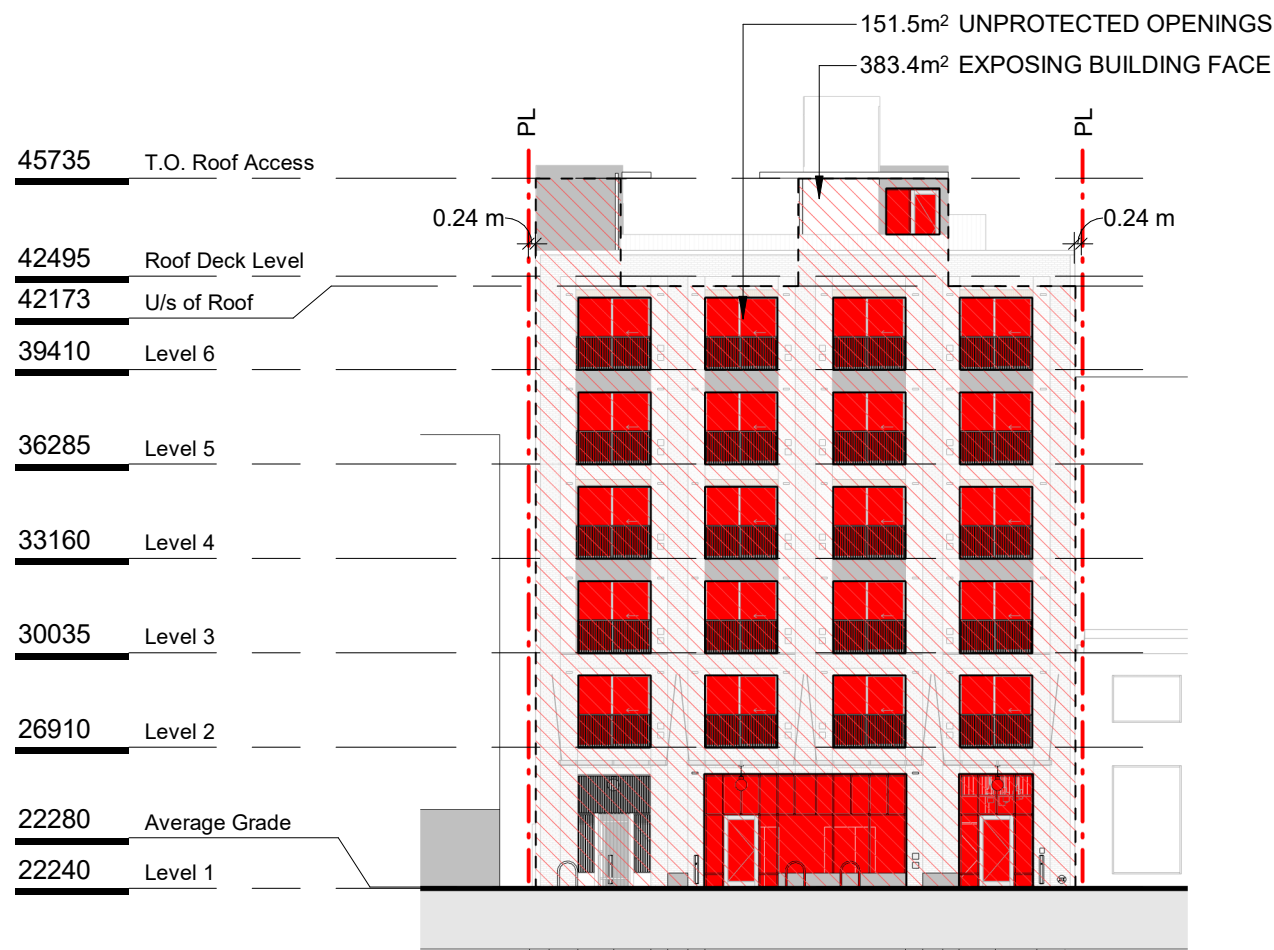 151.5m² UNPROTECTED OPENINGS
383.4m² EXPOSING BUILDING FACE
PL
PL
45735 T.O. Roof Access
0.24 m
0.24 m
42495 Roof Deck Level
42173 U/s of Roof
39410 Level 6
36285 Level 5
33160 Level 4
30035 Level 3
26910 Level 2
22280 Average Grade
22240 Level 1